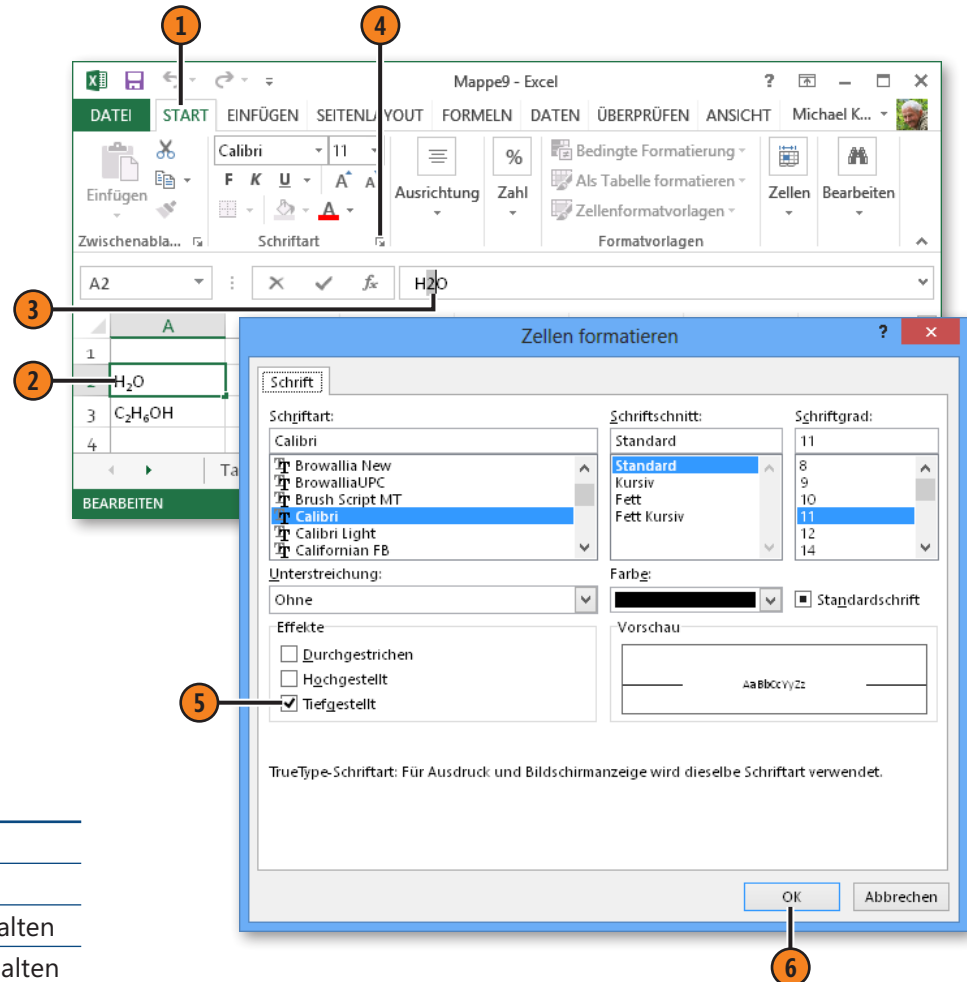 1
4
Mappe9 - Excel
DATEI START EINFÜGEN SEITENLAYOUT FORMELN DATEN ÜBERPRÜFEN ANSICHT Michael K...
Calibri 11
F K U A A A
Einfügen
Ausrichtung
%
Zahl
Bedingte Formatierung
Als Tabelle formatieren
Zellenformatvorlagen
Zellen
Bearbeiten
Zwischenabla... Schriftart Formatvorlagen
A2 fx H2O
3
A
1
2
H₂O
3 C₂H₆OH
4
Ta
BEARBEITEN
Zellen formatieren ?
Schrift
Schriftart: Schriftschnitt: Schriftgrad:
Calibri Standard 11
Browallia New Standard 8
BrowalliaUPC Kursiv 9
Brush Script MT Fett 10
Calibri Fett Kursiv 11
Calibri Light 12
Californian FB 14
Unterstreichung: Farbe:
Ohne Standardschrift
Effekte Vorschau
Durchgestrichen
Hochgestellt
Tiefgestellt
AaBbCcYyZz
5
TrueType-Schriftart: Für Ausdruck und Bildschirmanzeige wird dieselbe Schriftart verwendet.
OK Abbrechen
6
alten
alten